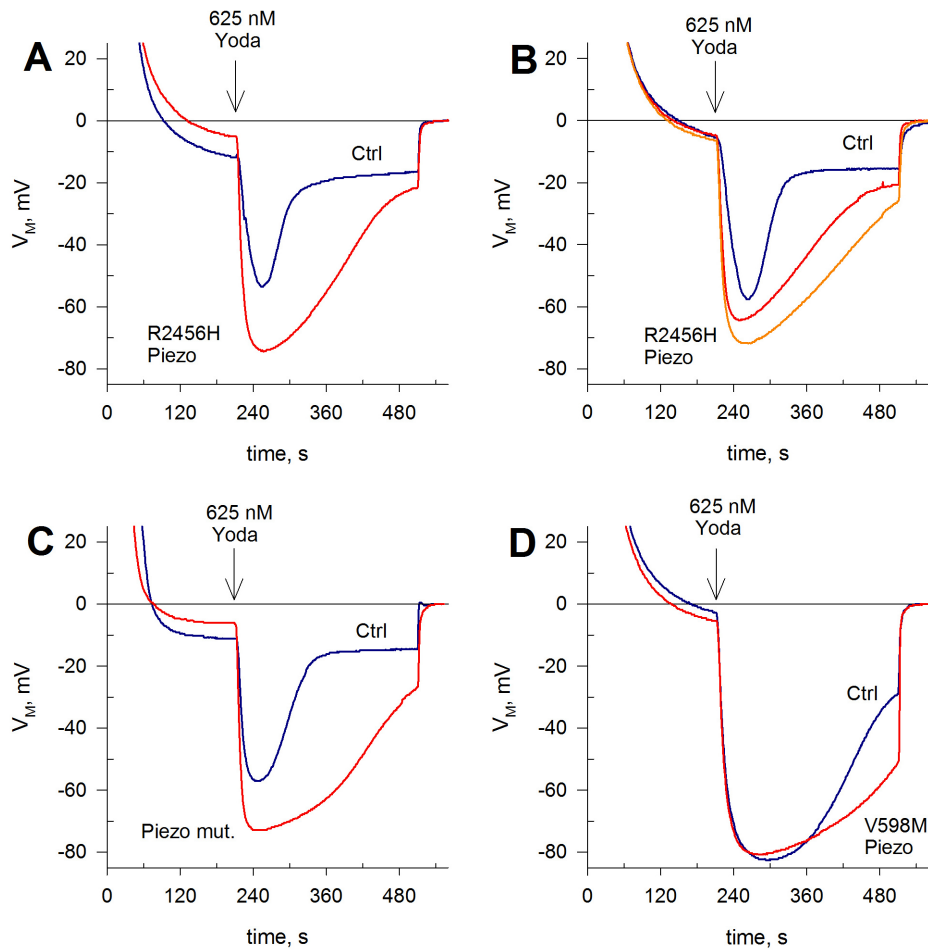 A
625 nM
Yoda
20
0
-20
-40
-60
-80
V_M, mV
Ctrl
R2456H
Piezo
0 120 240 360 480
time, s
B
625 nM
Yoda
20
0
-20
-40
-60
-80
V_M, mV
Ctrl
R2456H
Piezo
0 120 240 360 480
time, s
C
625 nM
Yoda
20
0
-20
-40
-60
-80
V_M, mV
Ctrl
Piezo mut.
0 120 240 360 480
time, s
D
625 nM
Yoda
20
0
-20
-40
-60
-80
V_M, mV
Ctrl
V598M
Piezo
0 120 240 360 480
time, s